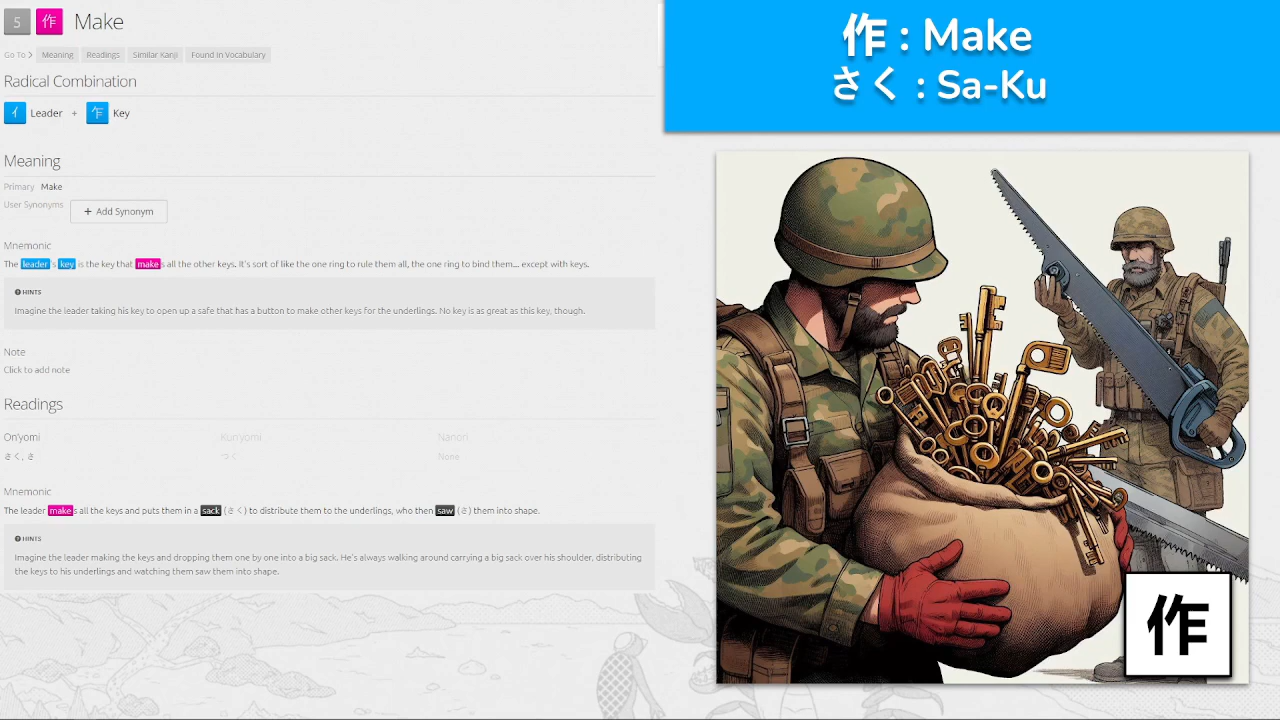 5 作 Make
Go To Meaning Readings Similar Kanji Found in Vocabulary
Radical Combination
亻 Leader + 乍 Key
Meaning
Primary Make
User Synonyms + Add Synonym
Mnemonic
The leader's key is the key that makes all the other keys. It's sort of like the one ring to rule them all, the one ring to bind them... except with keys.
HINTS
Imagine the leader taking his key to open up a safe that has a button to make other keys for the underlings. No key is as great as this key, though.
Note
Click to add note
Readings
On'yomi Kun'yomi Nanori
さく, さ つく None
Mnemonic
The leader makes all the keys and puts them in a sack (さく) to distribute them to the underlings, who then saw (さ) them into shape.
HINTS
Imagine the leader making the keys and dropping them one by one into a big sack. He's always walking around carrying a big sack over his shoulder, distributing
the keys to his underlings and watching them saw them into shape.
作 : Make
さく : Sa-Ku
作